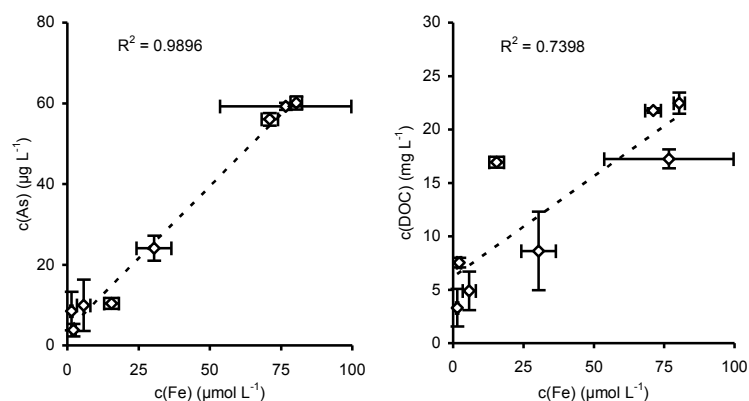 R² = 0.9896
c(As) (µg L⁻¹)
80
60
40
20
0
0 25 50 75 100
c(Fe) (µmol L⁻¹)
R² = 0.7398
c(DOC) (mg L⁻¹)
30
25
20
15
10
5
0
0 25 50 75 100
c(Fe) (µmol L⁻¹)